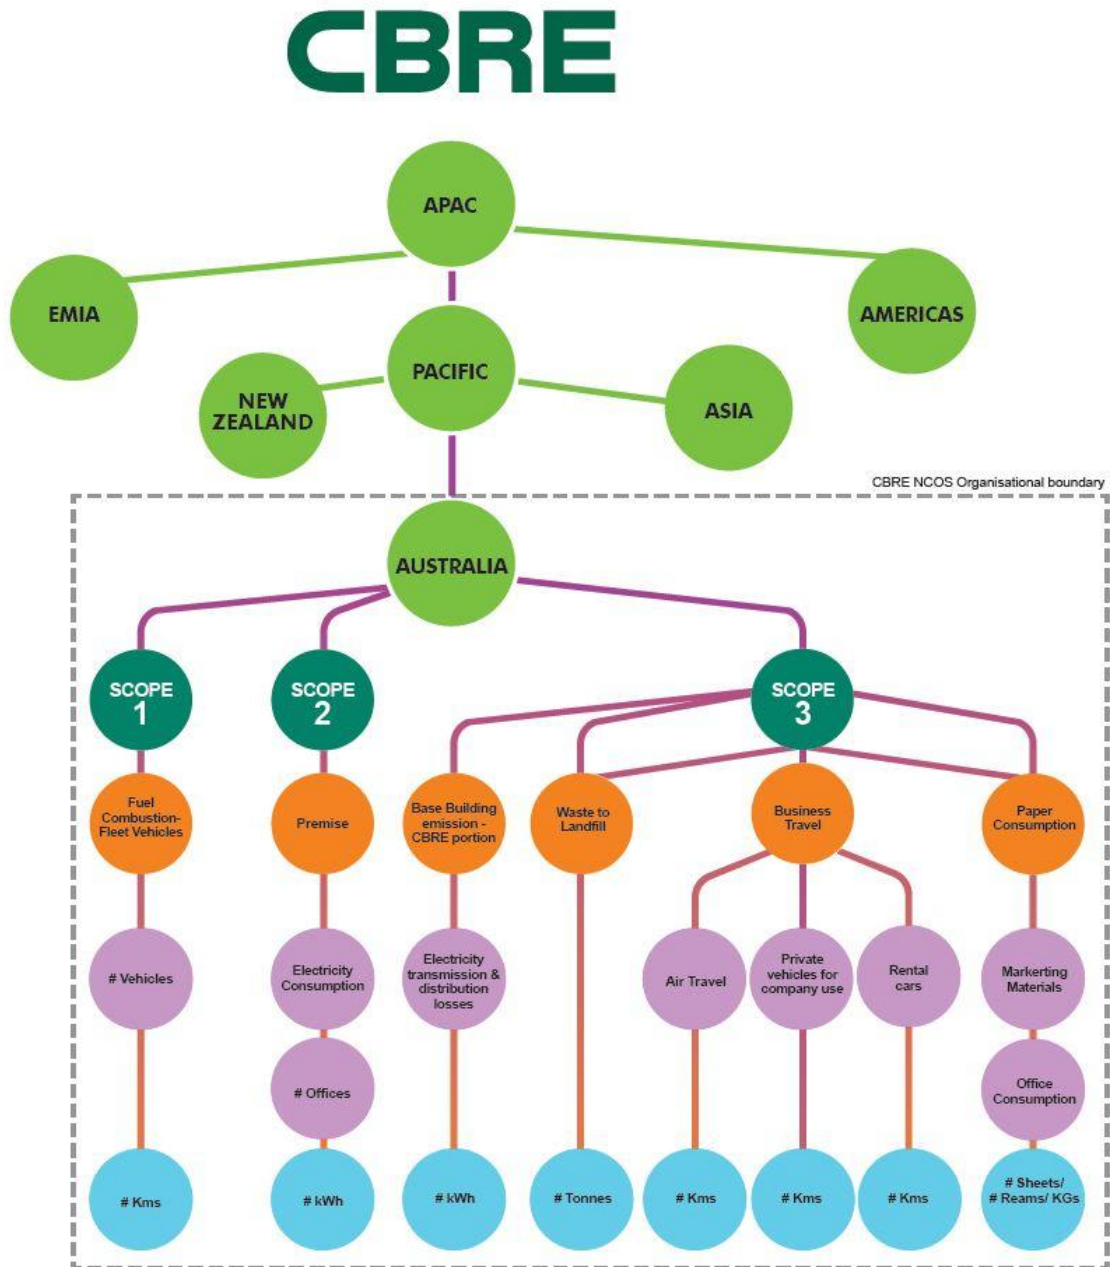 CBRE
APAC
EMIA
AMERICAS
PACIFIC
NEW
ZEALAND
ASIA
CBRE NCOS Organisational boundary
AUSTRALIA
SCOPE
1
SCOPE
2
SCOPE
3
Fuel
Combustion-
Fleet Vehicles
Premise
Base Building
emission -
CBRE portion
Waste to
Landfill
Business
Travel
Paper
Consumption
# Vehicles
Electricity
Consumption
Electricity
transmission &
distribution
losses
Air Travel
Private
vehicles for
company use
Rental
cars
Markerting
Materials
# Offices
Office
Consumption
# Kms
# kWh
# kWh
# Tonnes
# Kms
# Kms
# Kms
# Sheets/
# Reams/ KGs